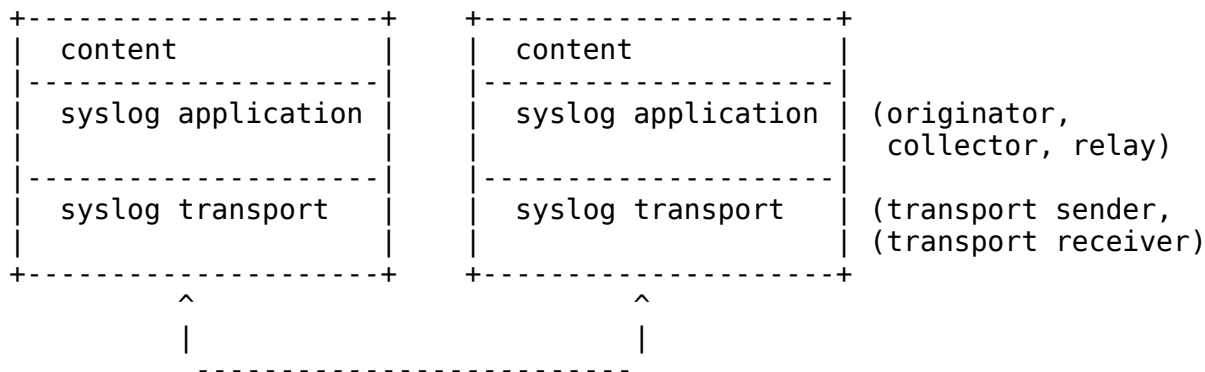 content content
syslog application syslog application (originator,
collector, relay)
syslog transport syslog transport (transport sender,
(transport receiver)